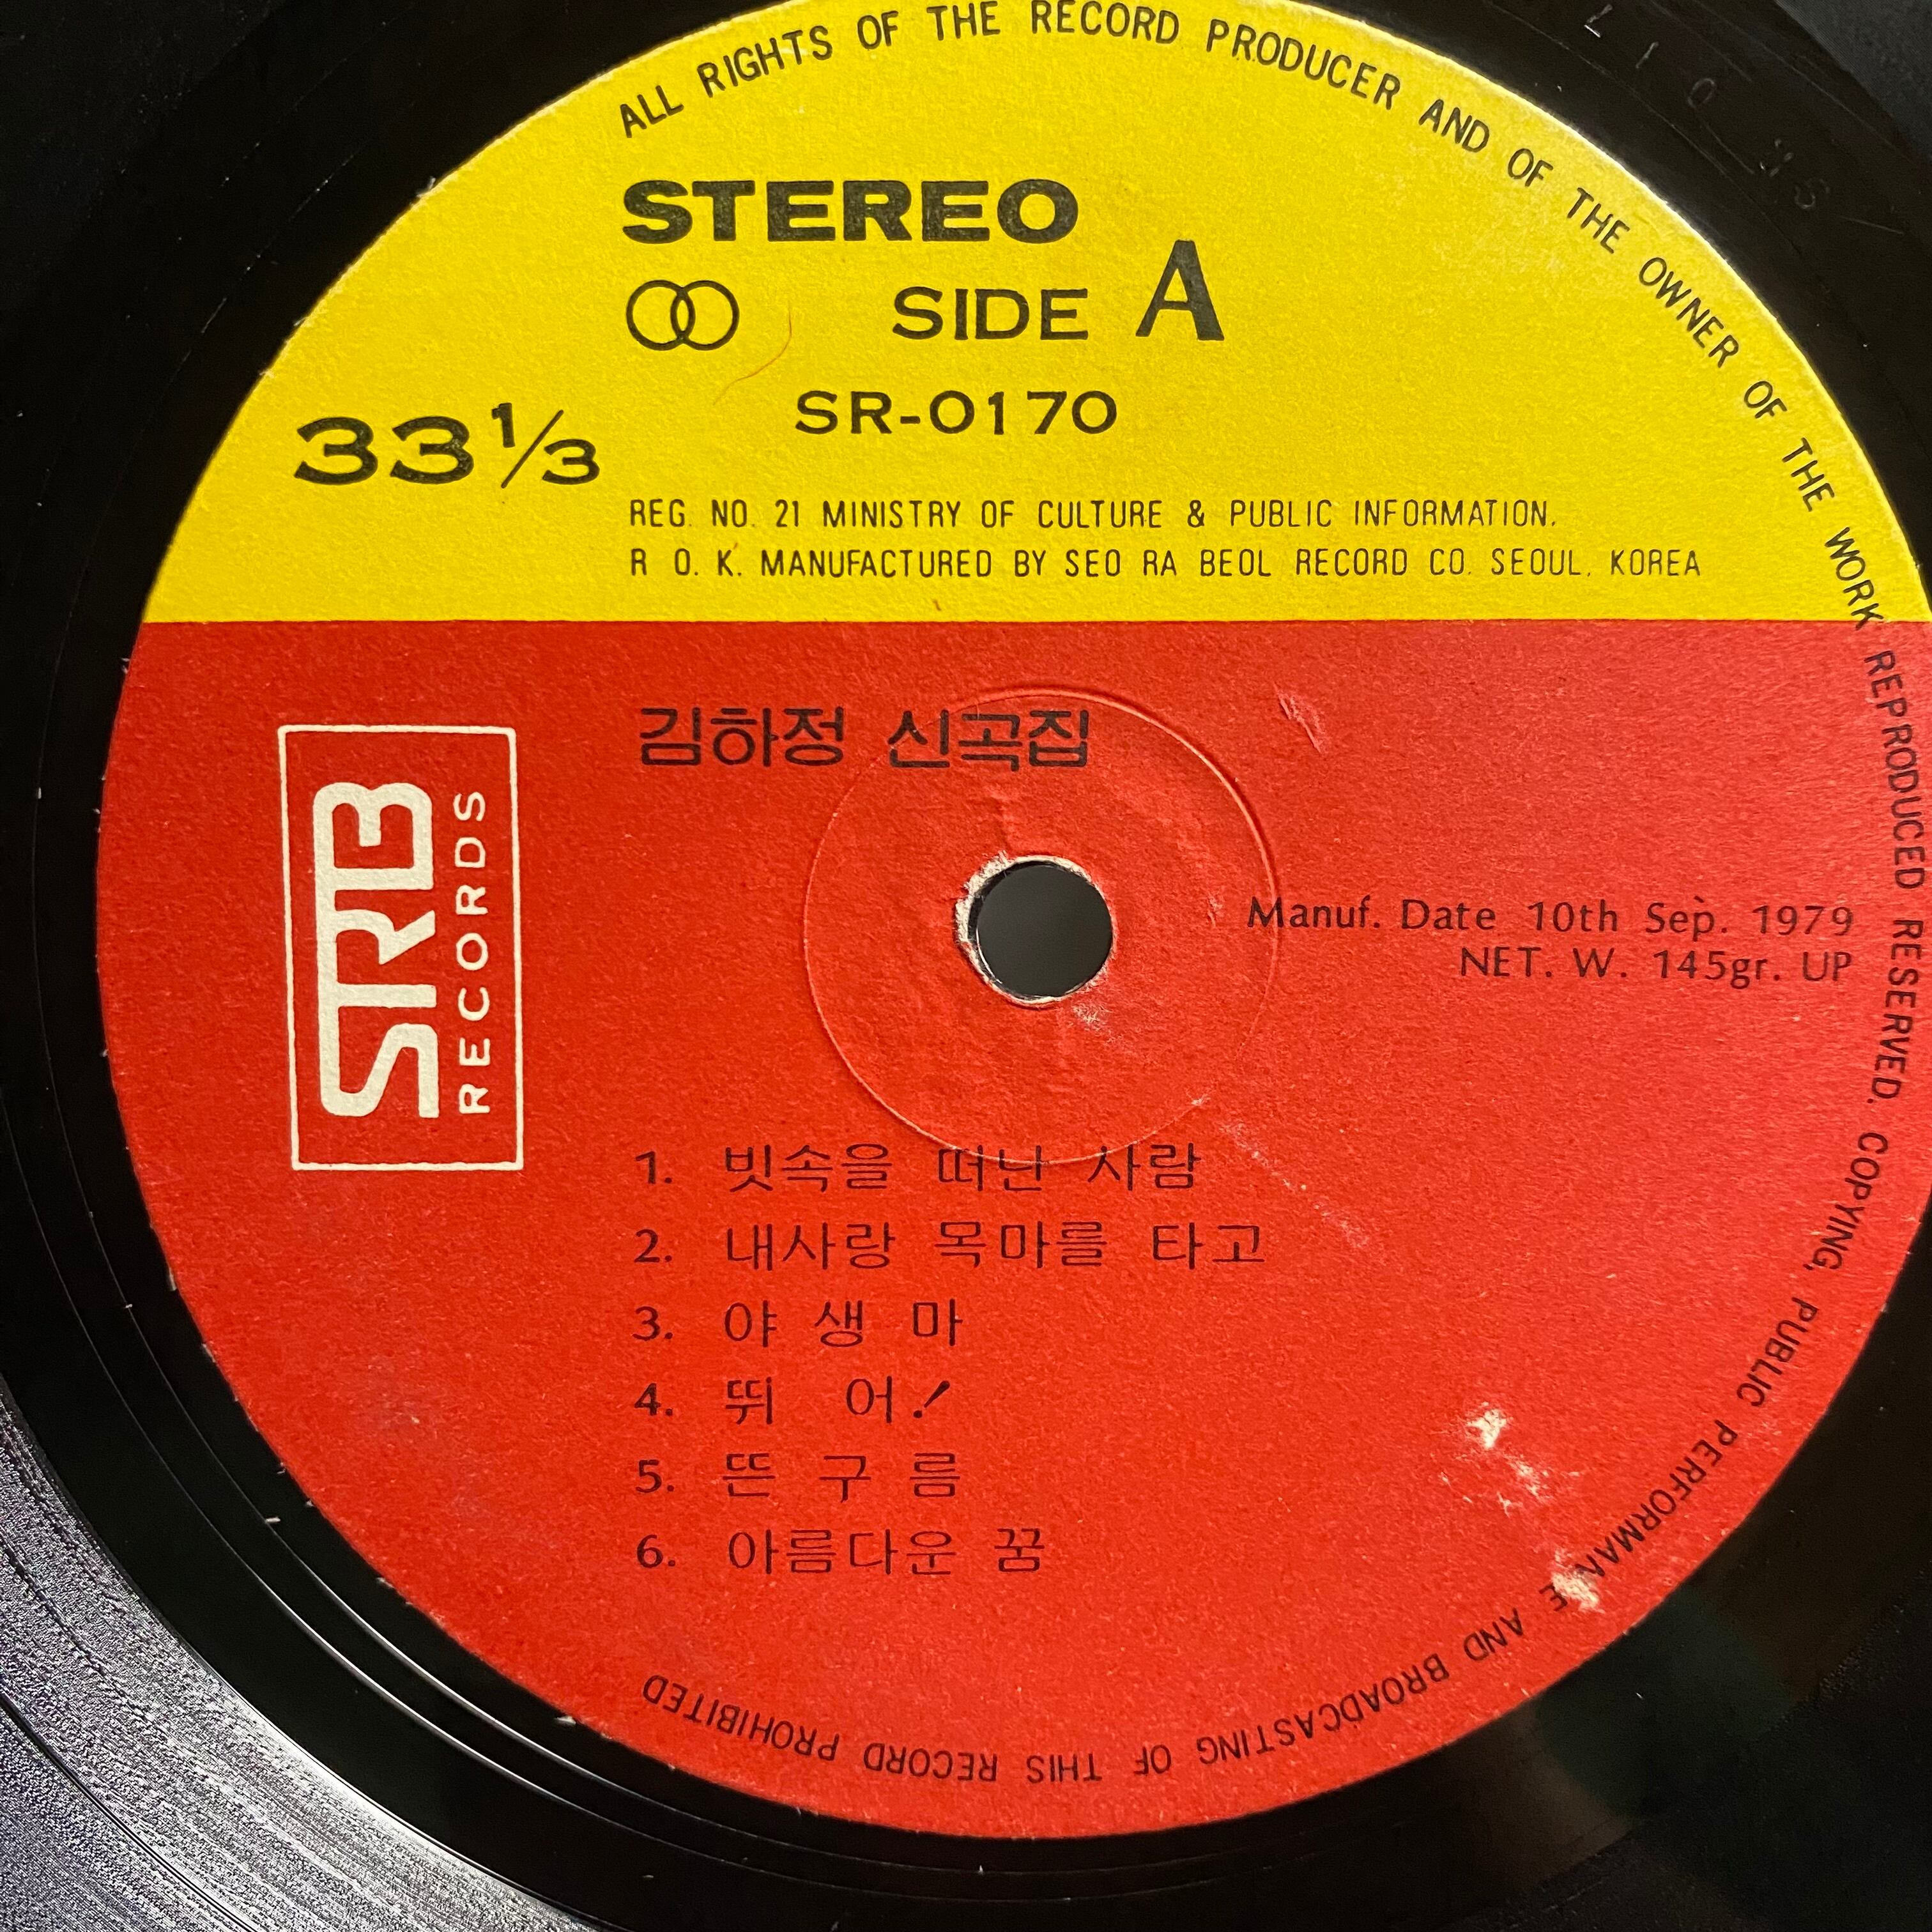 ALL RIGHTS OF THE RECORD PRODUCER AND OF THE OWNER OF THE WORK REPRODUCED RESERVED. COPYING, PUBLIC PERFORMANCE AND BROADCASTING OF THIS RECORD PROHIBITED
STEREO
SIDE A
SR-0170
33 1/3
REG. NO. 21 MINISTRY OF CULTURE & PUBLIC INFORMATION.
R O. K. MANUFACTURED BY SEO RA BEOL RECORD CO. SEOUL. KOREA
김하정 신곡집
STRB
RECORDS
Manuf. Date 10th Sep. 1979
NET. W. 145gr. UP
1. 빗속을 떠난 사람
2. 내사랑 목마를 타고
3. 야 생 마
4. 뛰 어!
5. 뜬 구 름
6. 아름다운 꿈